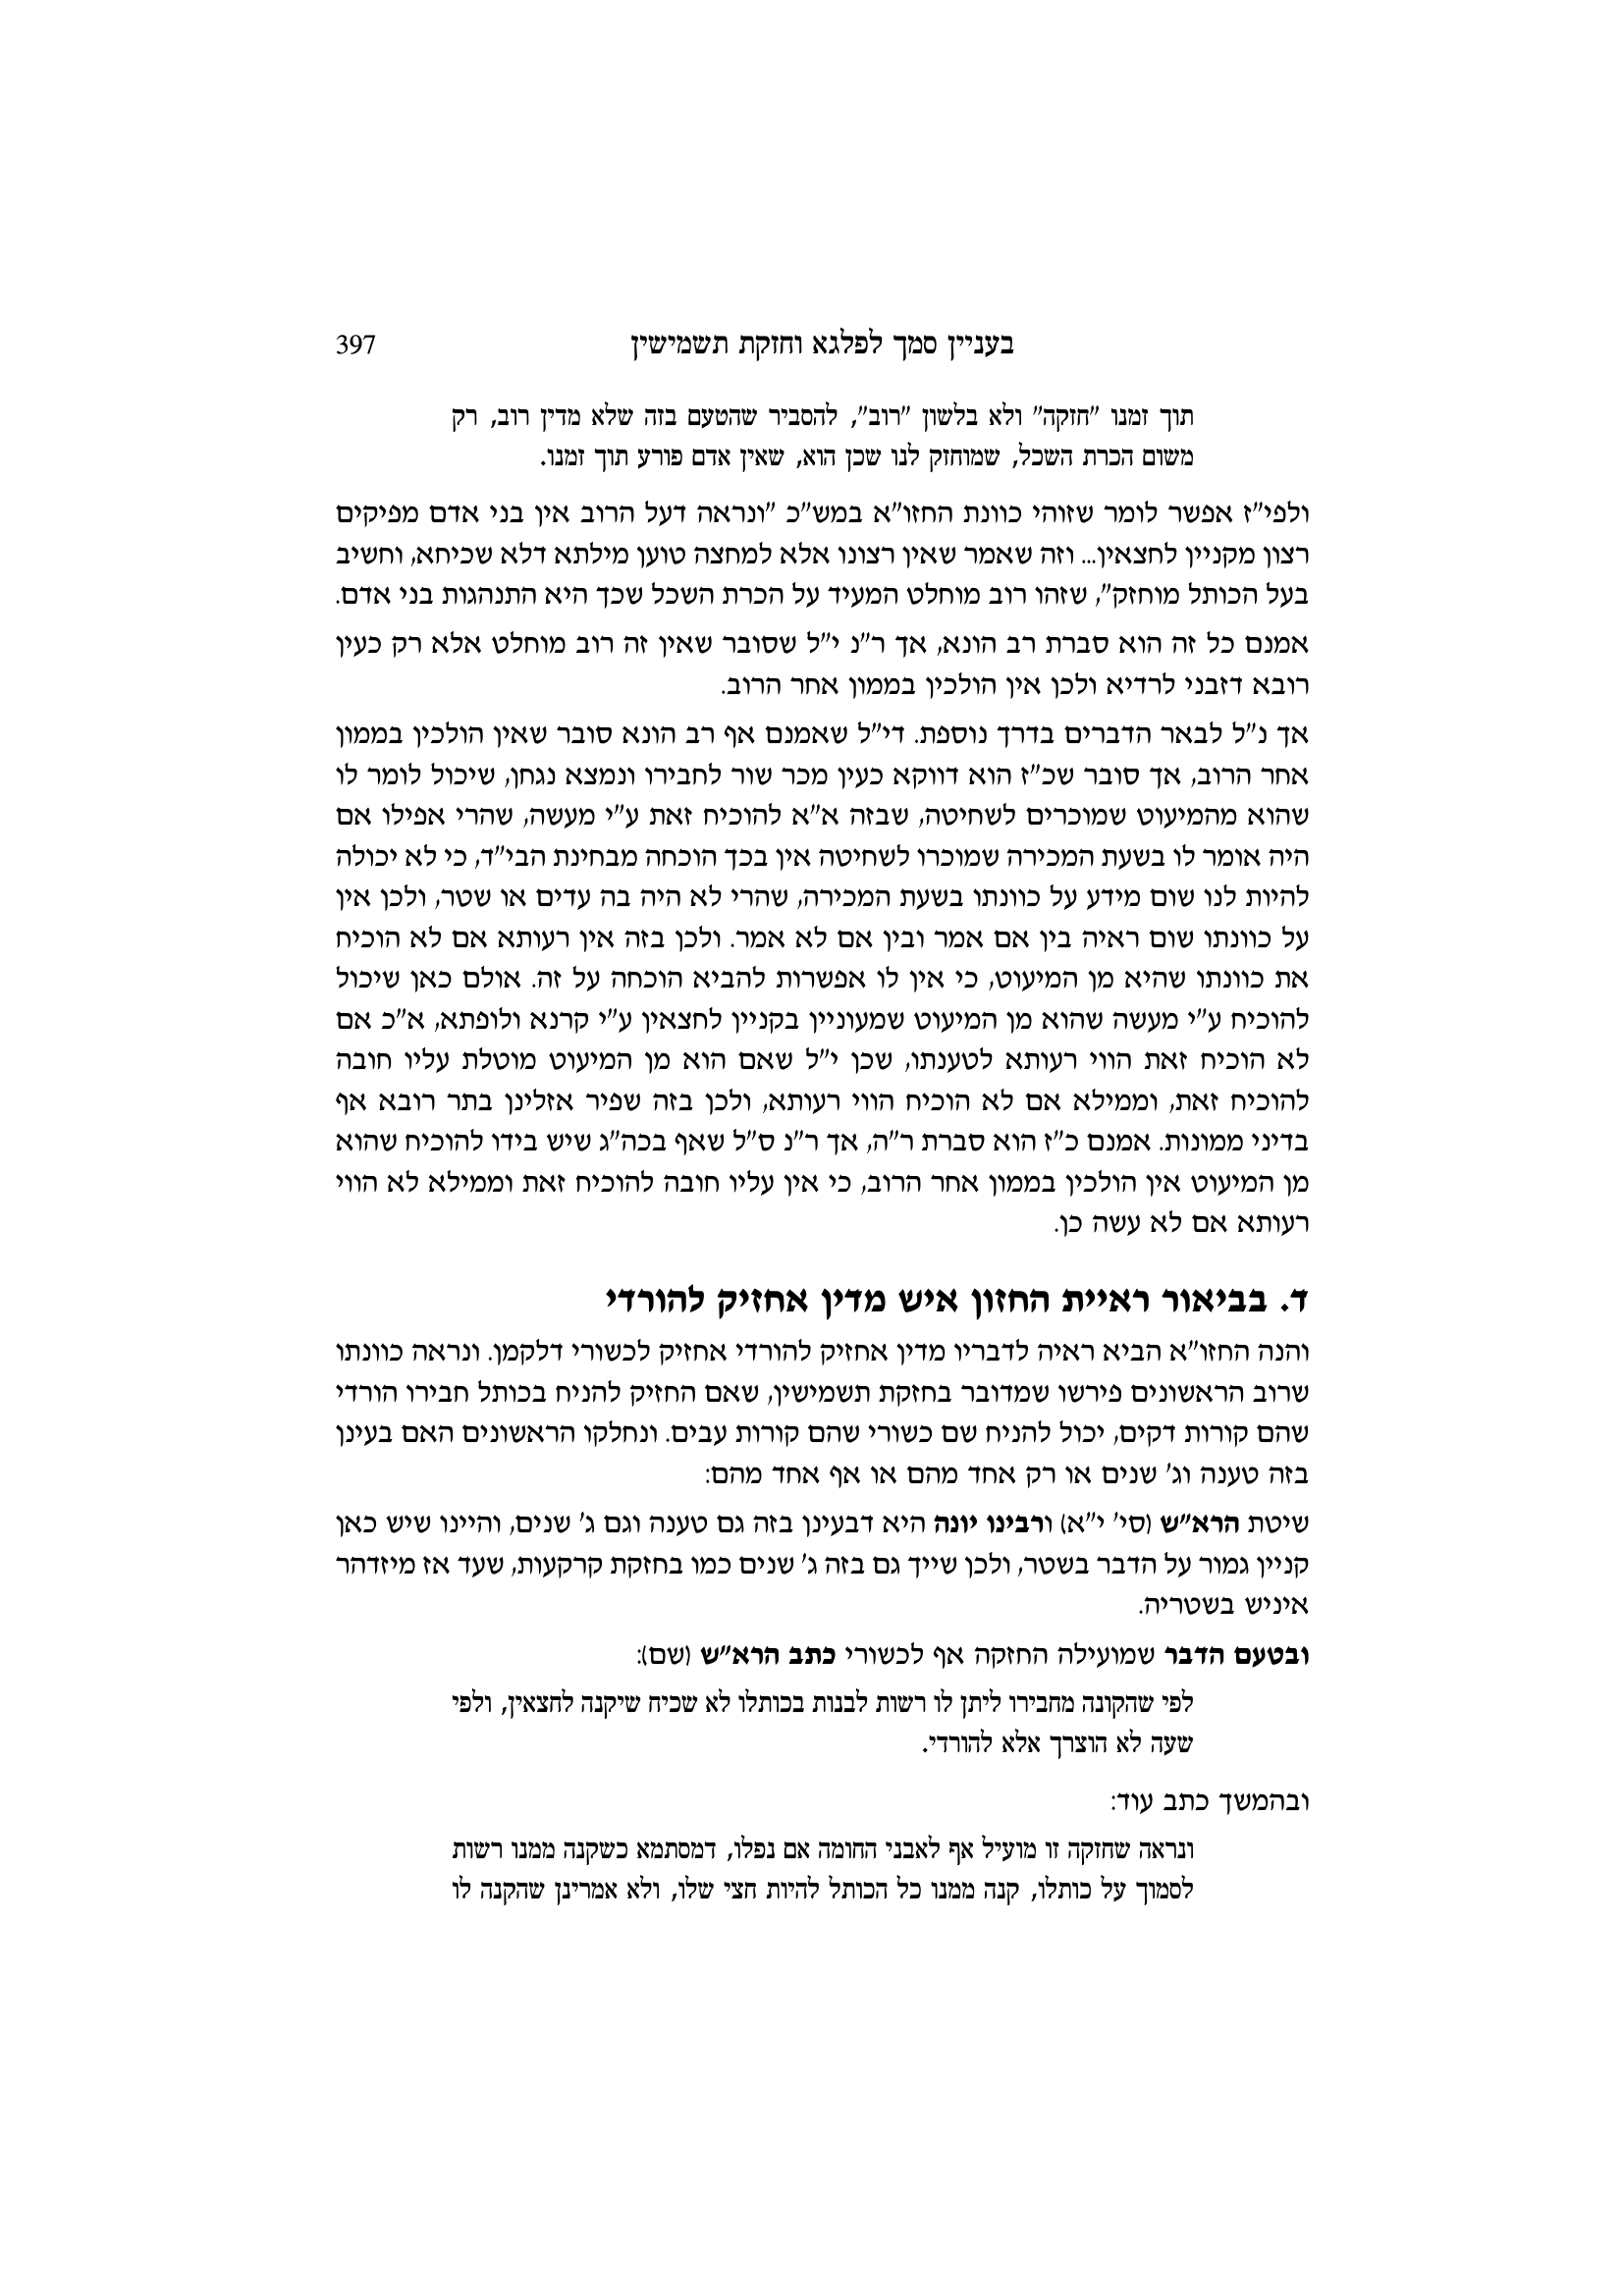 בעניין סמך לפלגא וחזקת תשמישין 397
תוך זמנו "חזקה" ולא בלשון "רוב", להסביר שהטעם בזה שלא מדין רוב, רק
משום הכרת השכל, שמוחזק לנו שכן הוא, שאין אדם פורע תוך זמנו.
ולפי"ז אפשר לומר שזוהי כוונת החזו"א במש"כ "ונראה דעל הרוב אין בני אדם מפיקים
רצון מקניין לחצאין... וזה שאמר שאין רצונו אלא למחצה טוען מילתא דלא שכיחא, וחשיב
בעל הכותל מוחזק", שזהו רוב מוחלט המעיד על הכרת השכל שכך היא התנהגות בני אדם.
אמנם כל זה הוא סברת רב הונא, אך ר"נ י"ל שסובר שאין זה רוב מוחלט אלא רק כעין
רובא דזבני לרדיא ולכן אין הולכין בממון אחר הרוב.
אך נ"ל לבאר הדברים בדרך נוספת. די"ל שאמנם אף רב הונא סובר שאין הולכין בממון
אחר הרוב, אך סובר שכ"ז הוא דווקא כעין מכר שור לחבירו ונמצא נגחן, שיכול לומר לו
שהוא מהמיעוט שמוכרים לשחיטה, שבזה א"א להוכיח זאת ע"י מעשה, שהרי אפילו אם
היה אומר לו בשעת המכירה שמוכרו לשחיטה אין בכך הוכחה מבחינת הבי"ד, כי לא יכולה
להיות לנו שום מידע על כוונתו בשעת המכירה, שהרי לא היה בה עדים או שטר, ולכן אין
על כוונתו שום ראיה בין אם אמר ובין אם לא אמר. ולכן בזה אין רעותא אם לא הוכיח
את כוונתו שהיא מן המיעוט, כי אין לו אפשרות להביא הוכחה על זה. אולם כאן שיכול
להוכיח ע"י מעשה שהוא מן המיעוט שמעוניין בקניין לחצאין ע"י קרנא ולופתא, א"כ אם
לא הוכיח זאת הווי רעותא לטענתו, שכן י"ל שאם הוא מן המיעוט מוטלת עליו חובה
להוכיח זאת, וממילא אם לא הוכיח הווי רעותא, ולכן בזה שפיר אזלינן בתר רובא אף
בדיני ממונות. אמנם כ"ז הוא סברת ר"ה, אך ר"נ ס"ל שאף בכה"ג שיש בידו להוכיח שהוא
מן המיעוט אין הולכין בממון אחר הרוב, כי אין עליו חובה להוכיח זאת וממילא לא הווי
רעותא אם לא עשה כן.
ד. בביאור ראיית החזון איש מדין אחזיק להורדי
והנה החזו"א הביא ראיה לדבריו מדין אחזיק להורדי אחזיק לכשורי דלקמן. ונראה כוונתו
שרוב הראשונים פירשו שמדובר בחזקת תשמישין, שאם החזיק להניח בכותל חבירו הורדי
שהם קורות דקים, יכול להניח שם כשורי שהם קורות עבים. ונחלקו הראשונים האם בעינן
בזה טענה וג' שנים או רק אחד מהם או אף אחד מהם:
שיטת הרא"ש (סי' י"א) ורבינו יונה היא דבעינן בזה גם טענה וגם ג' שנים, והיינו שיש כאן
קניין גמור על הדבר בשטר, ולכן שייך גם בזה ג' שנים כמו בחזקת קרקעות, שעד אז מיזדהר
איניש בשטריה.
ובטעם הדבר שמועילה החזקה אף לכשורי כתב הרא"ש (שם):
לפי שהקונה מחבירו ליתן לו רשות לבנות בכותלו לא שכיח שיקנה לחצאין, ולפי
שעה לא הוצרך אלא להורדי.
ובהמשך כתב עוד:
ונראה שחזקה זו מועיל אף לאבני החומה אם נפלו, דמסתמא כשקנה ממנו רשות
לסמוך על כותלו, קנה ממנו כל הכותל להיות חצי שלו, ולא אמרינן שהקנה לו